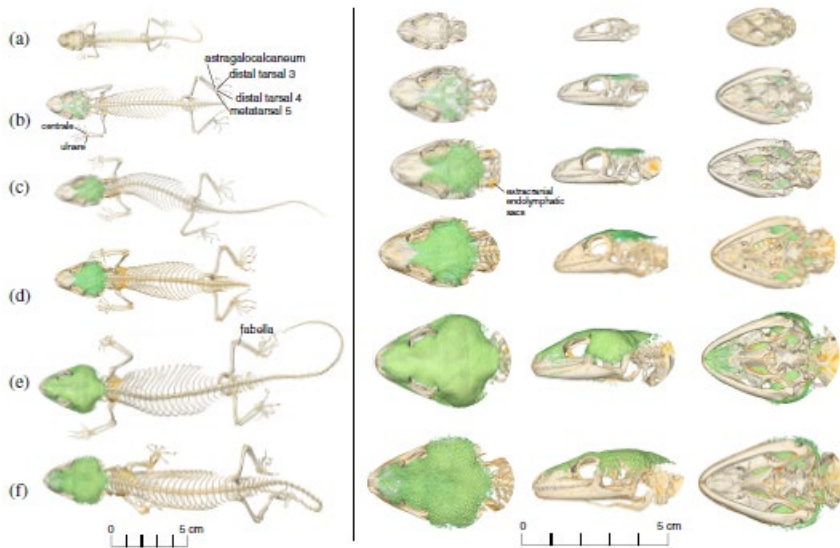 (a)
astragalocalcaneum
distal tarsal 3
distal tarsal 4
metatarsal 5
(b)
centrale
ulnare
(c)
extracranial
endolymphatic
sacs
(d)
fabella
(e)
(f)
0 5 cm
0 5 cm